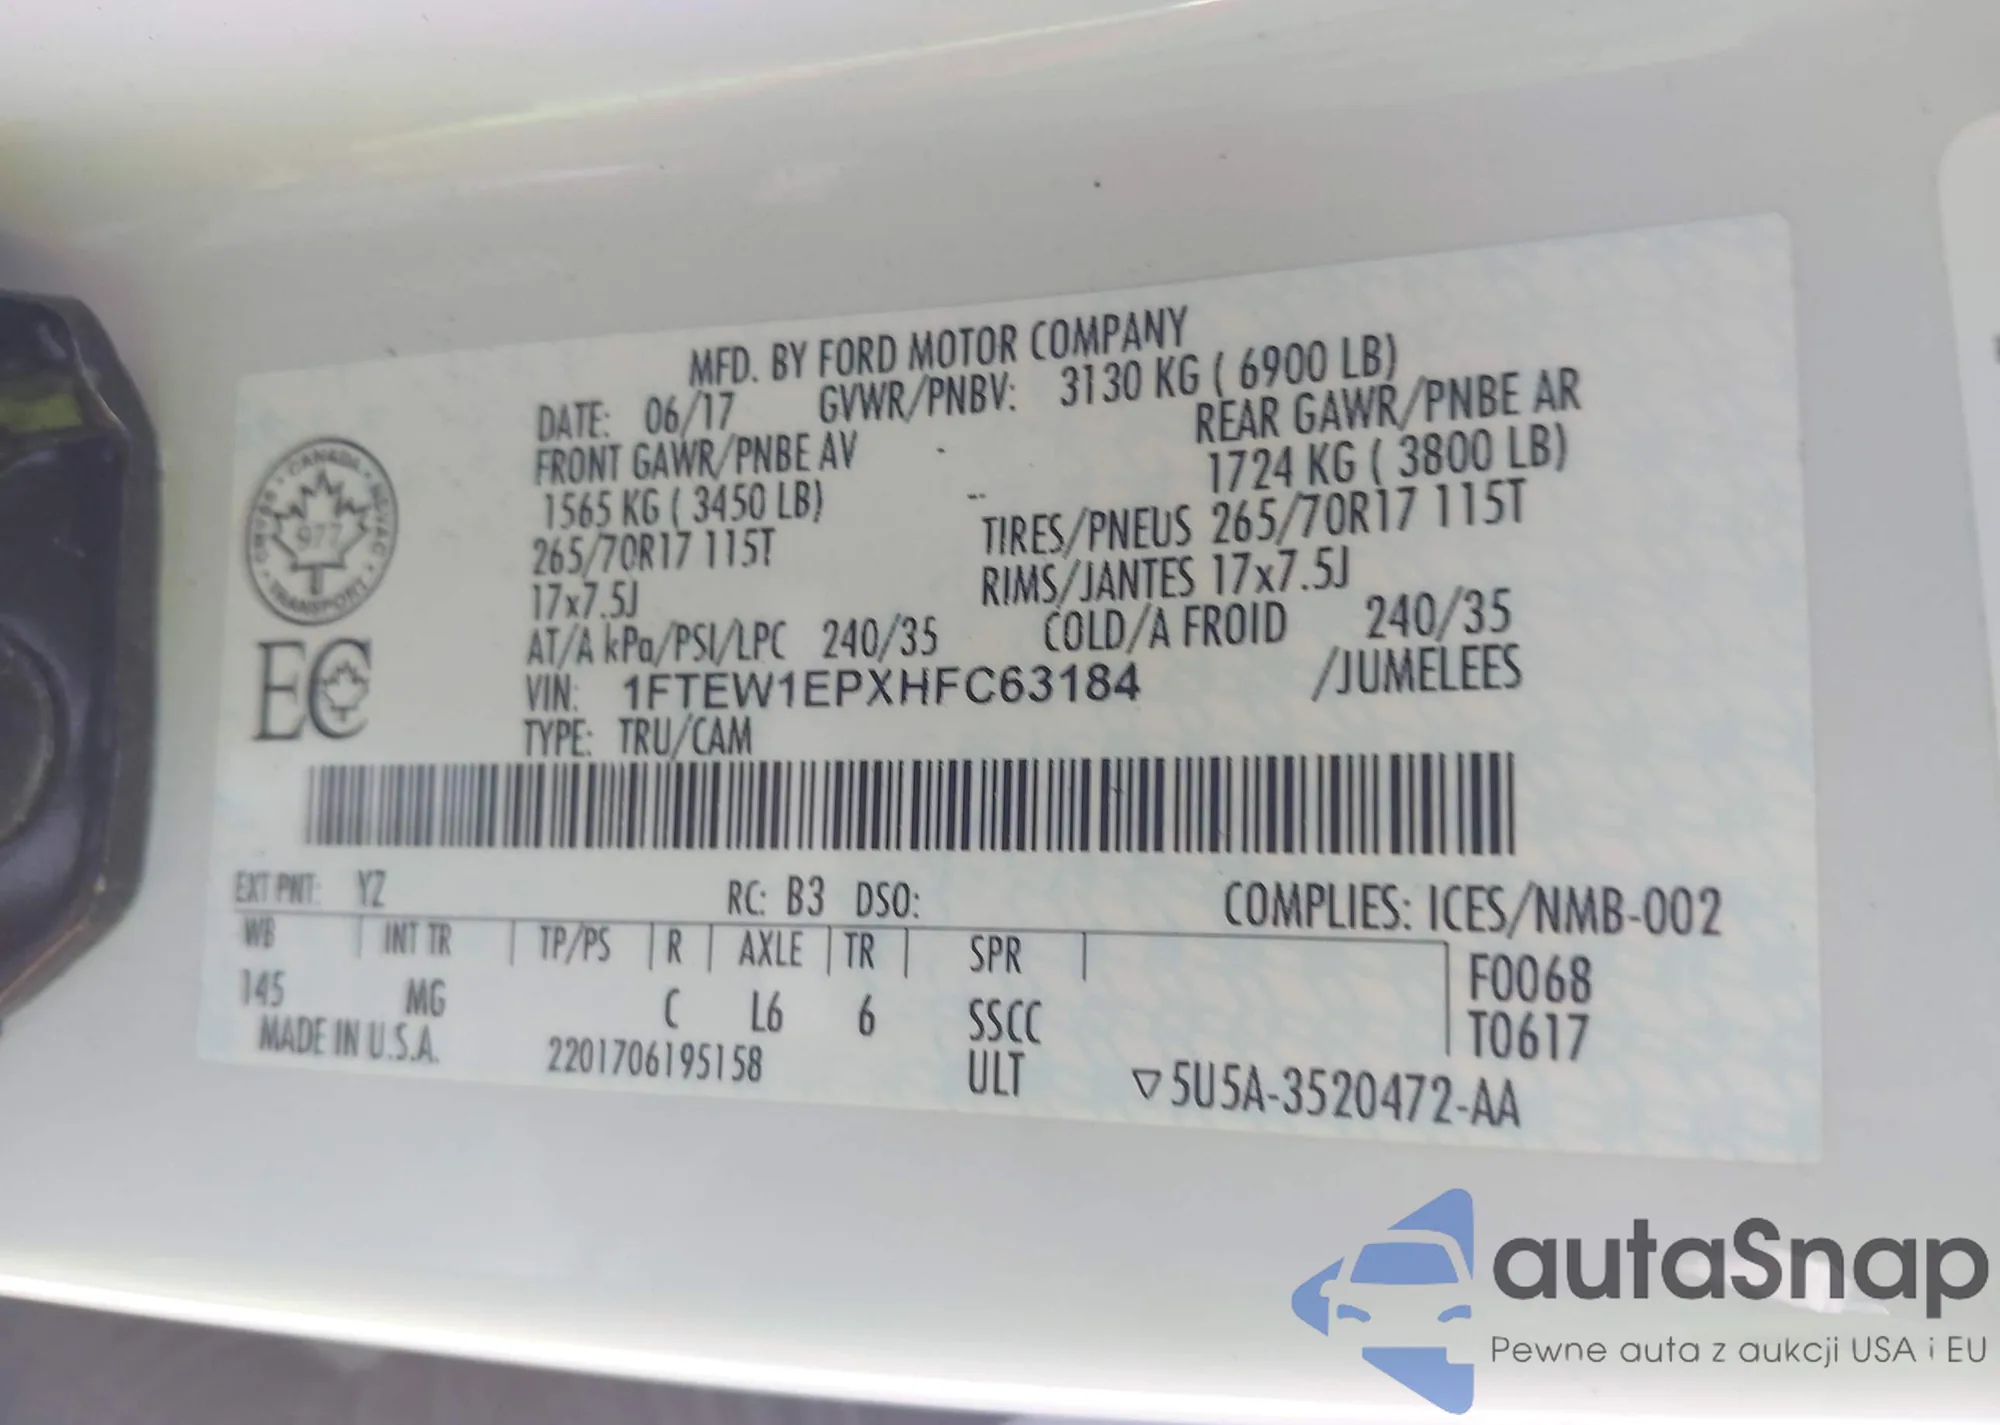 MFD. BY FORD MOTOR COMPANY
DATE: 06/17 GVWR/PNBV: 3130 KG ( 6900 LB)
FRONT GAWR/PNBE AV REAR GAWR/PNBE AR
1565 KG ( 3450 LB) 1724 KG ( 3800 LB)
265/70R17 115T TIRES/PNEUS 265/70R17 115T
17x7.5J RIMS/JANTES 17x7.5J
AT/A kPa/PSI/LPC 240/35 COLD/A FROID 240/35
VIN: 1FTEW1EPXHFC63184 /JUMELEES
TYPE: TRU/CAM
CANADA
977
TRANSPORT
EC
EXT PNT: YZ RC: B3 DSO: COMPLIES: ICES/NMB-002
WB INT TR TP/PS R AXLE TR SPR F0068
145 MG C L6 6 SSCC T0617
MADE IN U.S.A. 2201706195158 ULT ▽5U5A-3520472-AA
autaSnap
Pewne auta z aukcji USA i EU